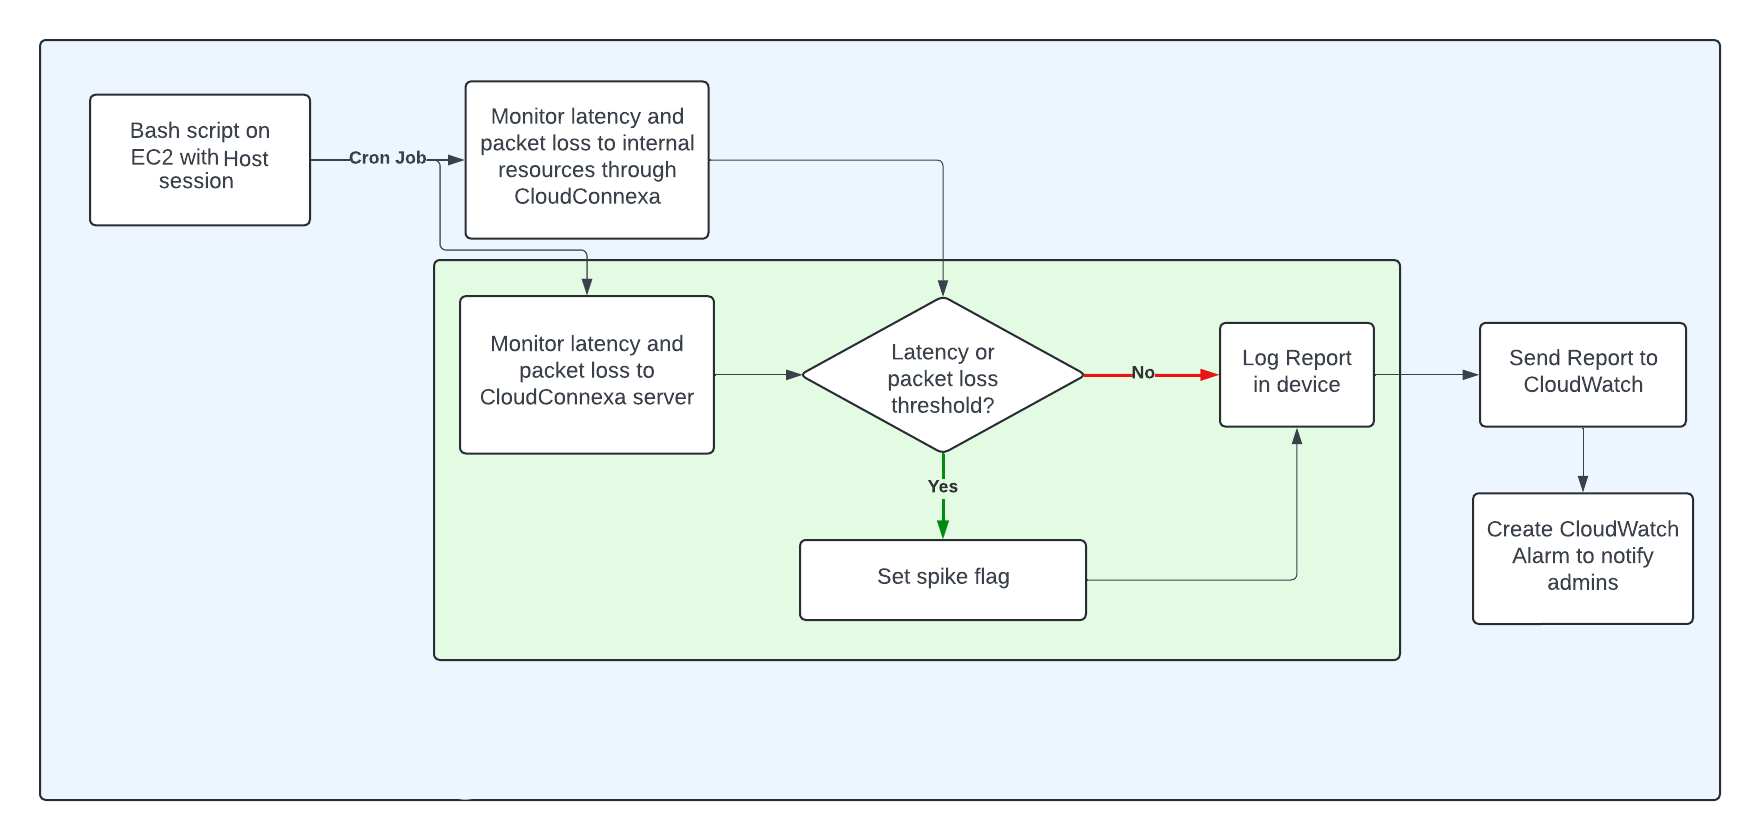 Bash script on
EC2 with Host
session
Cron Job
Monitor latency and
packet loss to internal
resources through
CloudConnexa
Monitor latency and
packet loss to
CloudConnexa server
Latency or
packet loss
threshold?
No
Log Report
in device
Send Report to
CloudWatch
Yes
Set spike flag
Create CloudWatch
Alarm to notify
admins